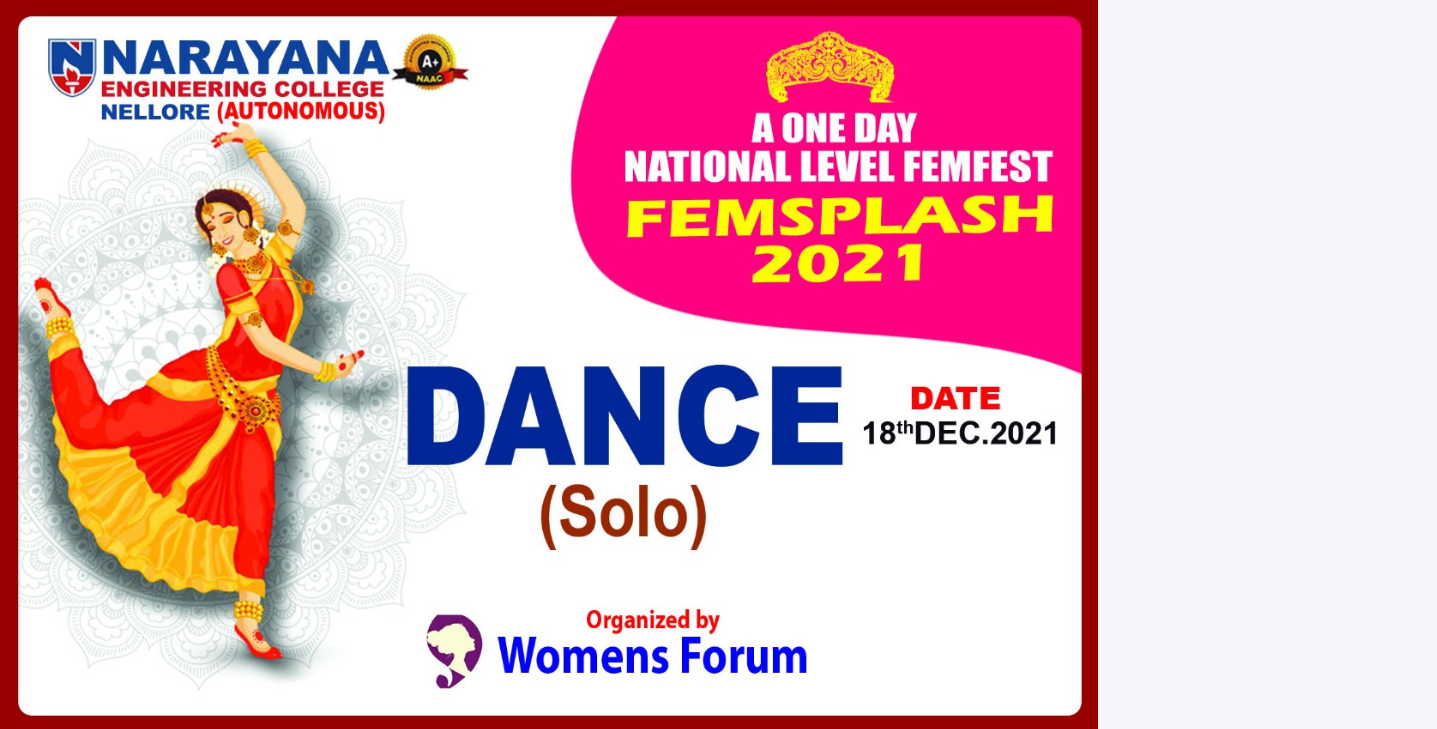 NARAYANA
ENGINEERING COLLEGE
NELLORE (AUTONOMOUS)
A+
NAAC
A ONE DAY
NATIONAL LEVEL FEMFEST
FEMSPLASH
2021
DANCE
(Solo)
DATE
18thDEC.2021
Organized by
Womens Forum